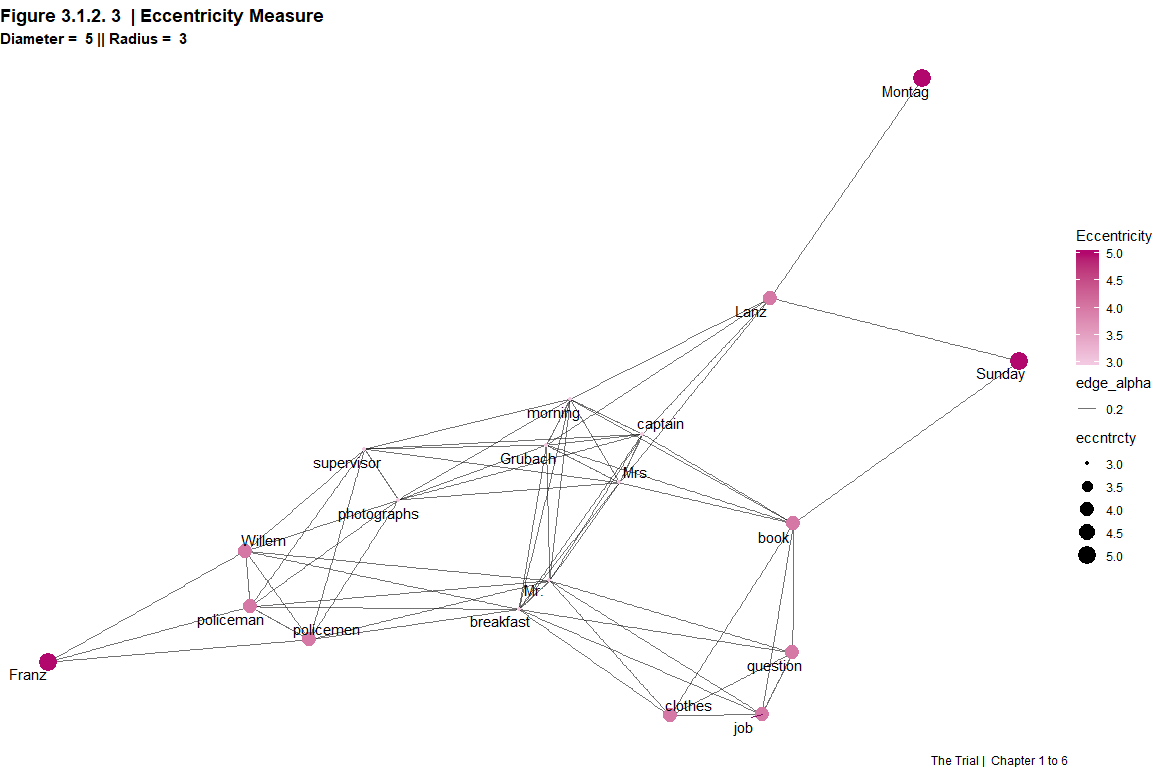 Figure 3.1.2. 3 | Eccentricity Measure
Diameter = 5 || Radius = 3
Montag
Eccentricity
5.0
4.5
4.0
3.5
3.0
Lanz
Sunday
edge_alpha
0.2
morning
captain
eccntrcty
3.0
3.5
4.0
4.5
5.0
Grubach
supervisor
Mrs
photographs
Willem
book
Mr.
policeman
breakfast
policemen
question
Franz
clothes
job
The Trial | Chapter 1 to 6